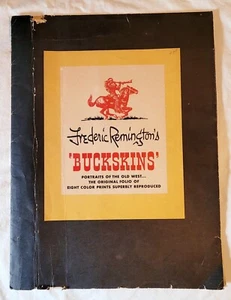 Frederic Remington's
'BUCKSKINS'
PORTRAITS OF THE OLD WEST...
THE ORIGINAL FOLIO OF
EIGHT COLOR PRINTS SUPERBLY REPRODUCED